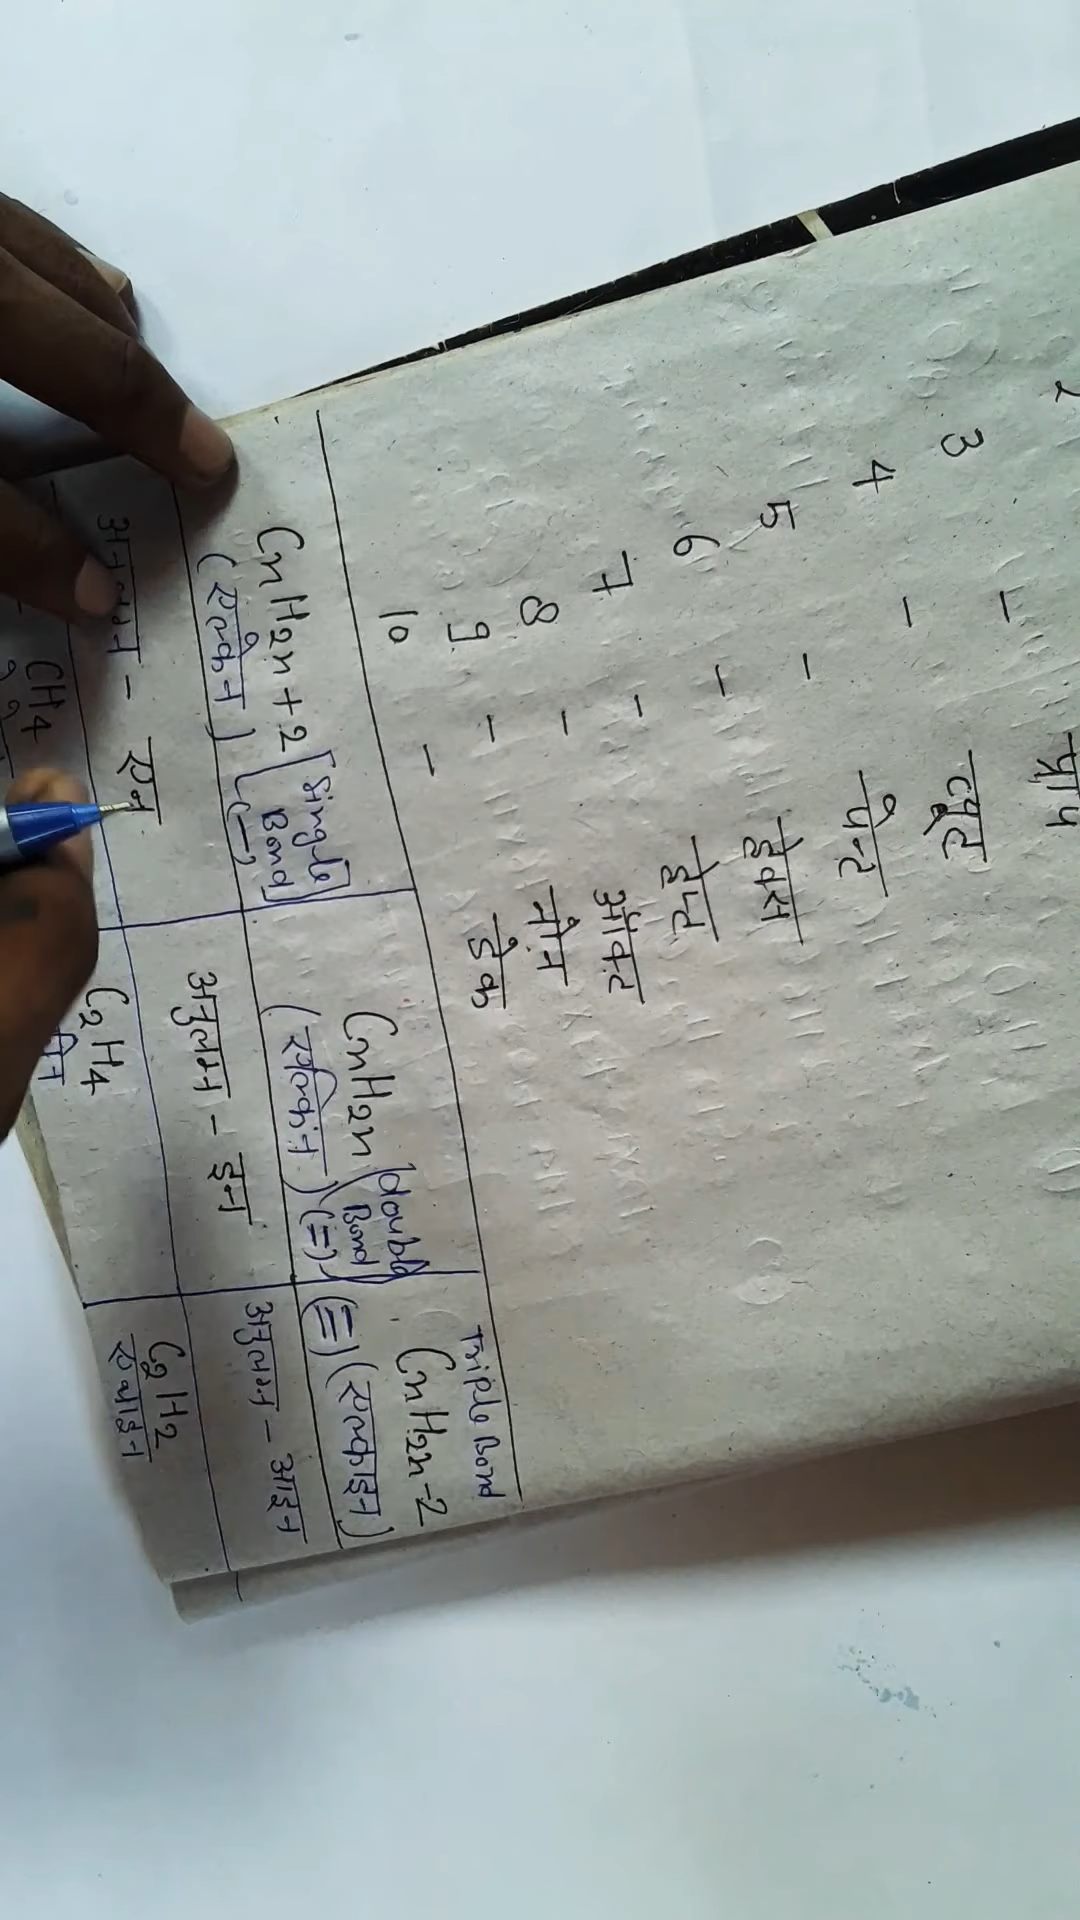 2
3 - प्रोप
4 - ब्यूट
5 - पेन्ट
6 - हेक्स
7 - हेप्ट
8 - ऑक्ट
9 - नोन
10 - डेक
CnH2n+2 [Single Bond]
(एल्केन) (-)
CnH2n (double Bond)
(एल्कीन) (=)
Triple Bond
CnH2n-2
(≡) (एल्काइन)
अनुलग्न - एन
अनुलग्न - इन
अनुलग्न - आइन
CH4
C2H4
C2H2
एथाइन